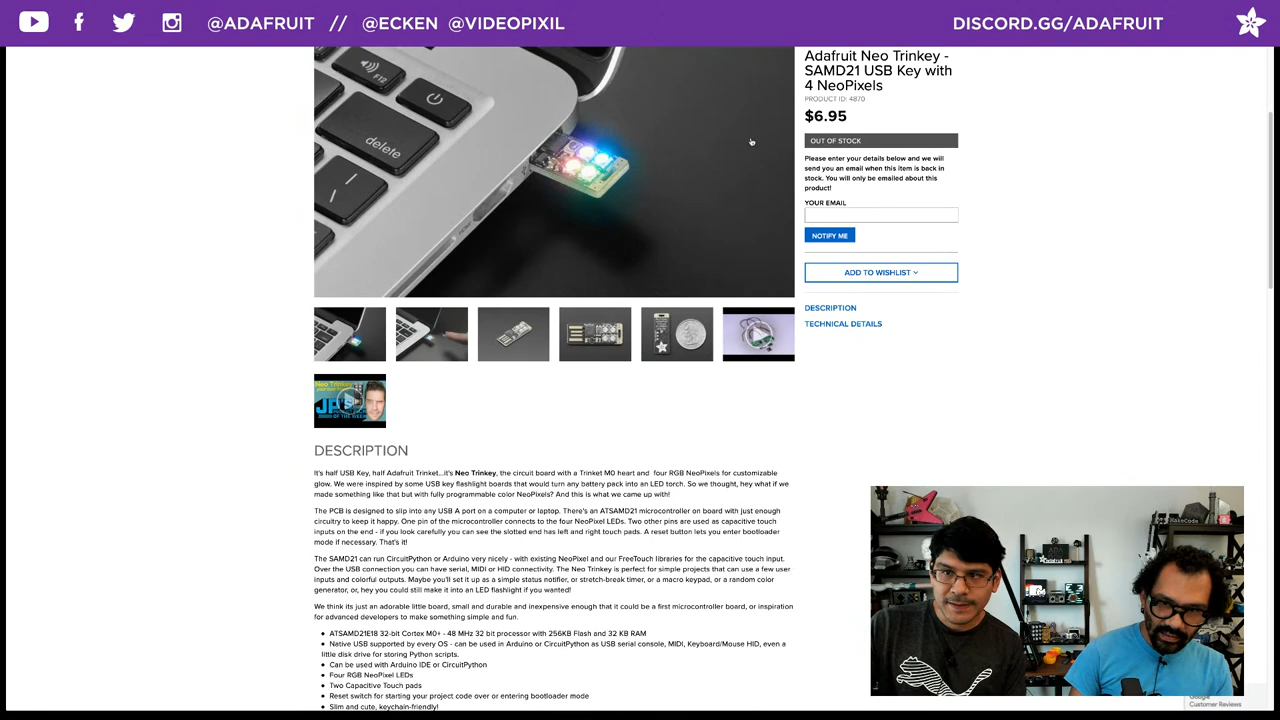 @ADAFRUIT // @ECKEN @VIDEOPIXIL
DISCORD.GG/ADAFRUIT
F12
delete
Adafruit Neo Trinkey -
SAMD21 USB Key with
4 NeoPixels
PRODUCT ID: 4870
$6.95
OUT OF STOCK
Please enter your details below and we will
send you an email when this item is back in
stock. You will only be emailed about this
product!
YOUR EMAIL
NOTIFY ME
ADD TO WISHLIST
DESCRIPTION
TECHNICAL DETAILS
Neo Trinkey
JP's
OF THE WEEK
DESCRIPTION
It's half USB Key, half Adafruit Trinket...it's Neo Trinkey, the circuit board with a Trinket M0 heart and four RGB NeoPixels for customizable
glow. We were inspired by some USB key flashlight boards that would turn any battery pack into an LED torch. So we thought, hey what if we
made something like that but with fully programmable color NeoPixels? And this is what we came up with!
The PCB is designed to slip into any USB A port on a computer or laptop. There's an ATSAMD21 microcontroller on board with just enough
circuitry to keep it happy. One pin of the microcontroller connects to the four NeoPixel LEDs. Two other pins are used as capacitive touch
inputs on the end - if you look carefully you can see the slotted end has left and right touch pads. A reset button lets you enter bootloader
mode if necessary. That's it!
The SAMD21 can run CircuitPython or Arduino very nicely - with existing NeoPixel and our FreeTouch libraries for the capacitive touch input.
Over the USB connection you can have serial, MIDI or HID connectivity. The Neo Trinkey is perfect for simple projects that can use a few user
inputs and colorful outputs. Maybe you'll set it up as a simple status notifier, or stretch-break timer, or a macro keypad, or a random color
generator, or, hey you could still make it into an LED flashlight if you wanted!
We think its just an adorable little board, small and durable and inexpensive enough that it could be a first microcontroller board, or inspiration
for advanced developers to make something simple and fun.
• ATSAMD21E18 32-bit Cortex M0+ - 48 MHz 32 bit processor with 256KB Flash and 32 KB RAM
• Native USB supported by every OS - can be used in Arduino or CircuitPython as USB serial console, MIDI, Keyboard/Mouse HID, even a
little disk drive for storing Python scripts.
• Can be used with Arduino IDE or CircuitPython
• Four RGB NeoPixel LEDs
• Two Capacitive Touch pads
• Reset switch for starting your project code over or entering bootloader mode
• Slim and cute, keychain-friendly!
MakeCode
adafruit
Google
Customer Reviews